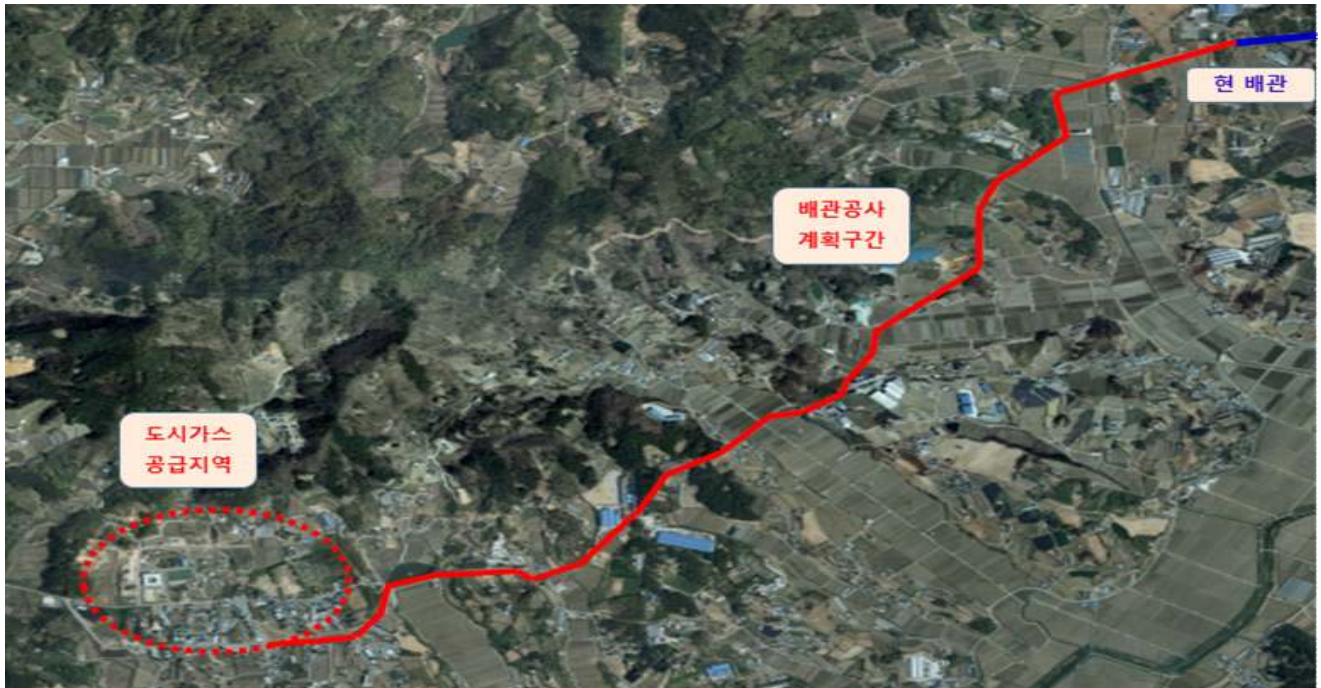 현 배관
배관공사
계획구간
도시가스
공급지역